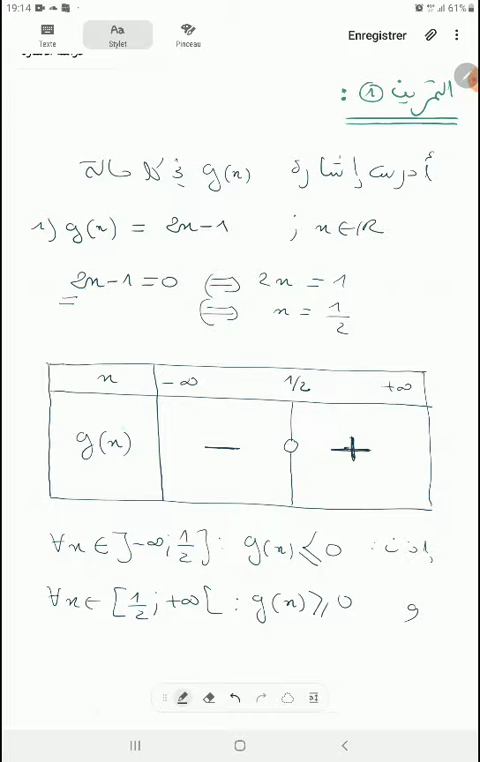 19:14 61%
Texte Stylet Pinceau Enregistrer
التمرين ① :
أدرس إشارة g(x) في كل حالة
1) g(x) = 2x-1 ; x∈ℝ
2x-1=0 ⟺ 2x = 1
⟺ x = 1/2
x -∞ 1/2 +∞
g(x) - 0 +
إذن : ∀x∈]-∞;1/2] : g(x)⩽0
و ∀x∈[1/2;+∞[ : g(x)⩾0